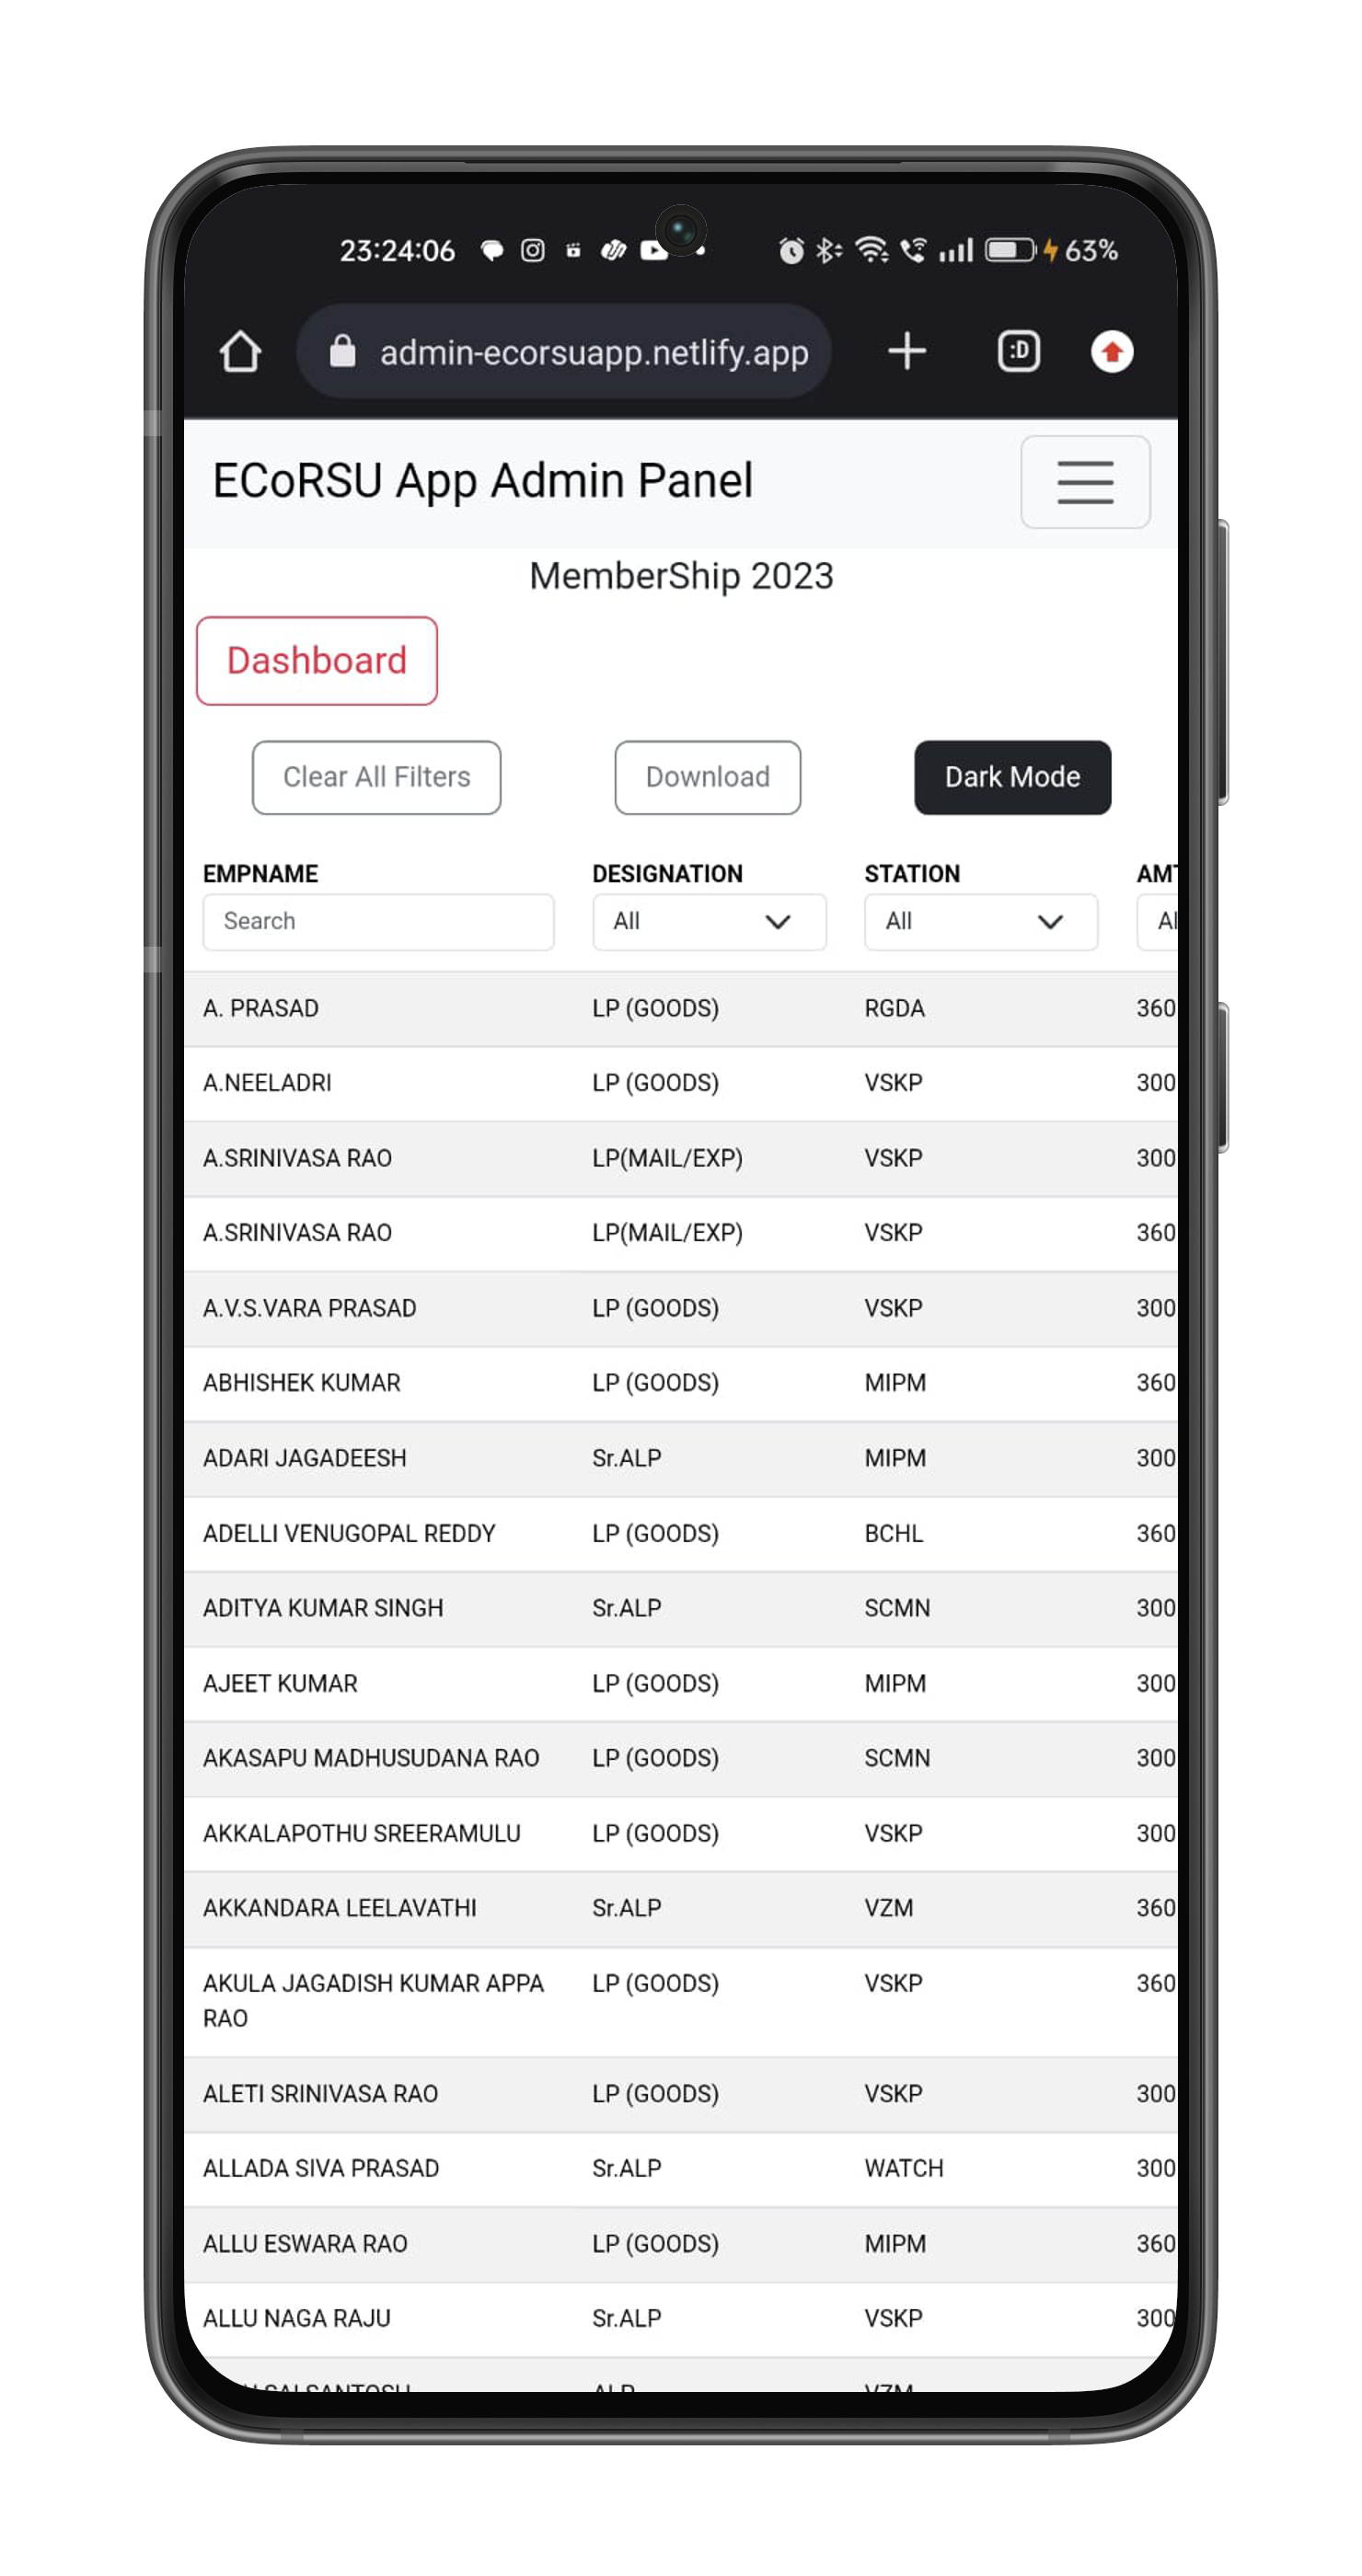 23:24:06 63%
admin-ecorsuapp.netlify.app :D
ECoRSU App Admin Panel
MemberShip 2023
Dashboard
Clear All Filters Download Dark Mode
EMPNAME DESIGNATION STATION
Search All All
A. PRASAD LP (GOODS) RGDA 360
A.NEELADRI LP (GOODS) VSKP 300
A.SRINIVASA RAO LP(MAIL/EXP) VSKP 300
A.SRINIVASA RAO LP(MAIL/EXP) VSKP 360
A.V.S.VARA PRASAD LP (GOODS) VSKP 300
ABHISHEK KUMAR LP (GOODS) MIPM 360
ADARI JAGADEESH Sr.ALP MIPM 300
ADELLI VENUGOPAL REDDY LP (GOODS) BCHL 360
ADITYA KUMAR SINGH Sr.ALP SCMN 300
AJEET KUMAR LP (GOODS) MIPM 300
AKASAPU MADHUSUDANA RAO LP (GOODS) SCMN 300
AKKALAPOTHU SREERAMULU LP (GOODS) VSKP 300
AKKANDARA LEELAVATHI Sr.ALP VZM 360
AKULA JAGADISH KUMAR APPA LP (GOODS) VSKP 360
RAO
ALETI SRINIVASA RAO LP (GOODS) VSKP 300
ALLADA SIVA PRASAD Sr.ALP WATCH 300
ALLU ESWARA RAO LP (GOODS) MIPM 360
ALLU NAGA RAJU Sr.ALP VSKP 300